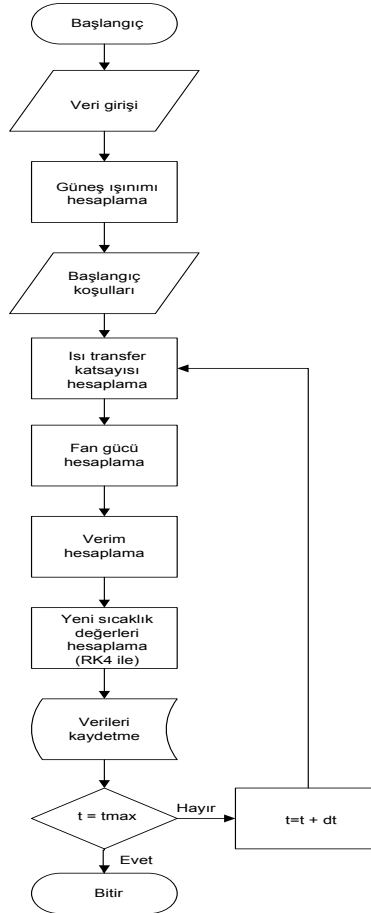 Başlangıç
Veri girişi
Güneş ışınımı
hesaplama
Başlangıç
koşulları
Isı transfer
katsayısı
hesaplama
Fan gücü
hesaplama
Verim
hesaplama
Yeni sıcaklık
değerleri
hesaplama
(RK4 ile)
Verileri
kaydetme
t = tmax
Hayır
t=t + dt
Evet
Bitir